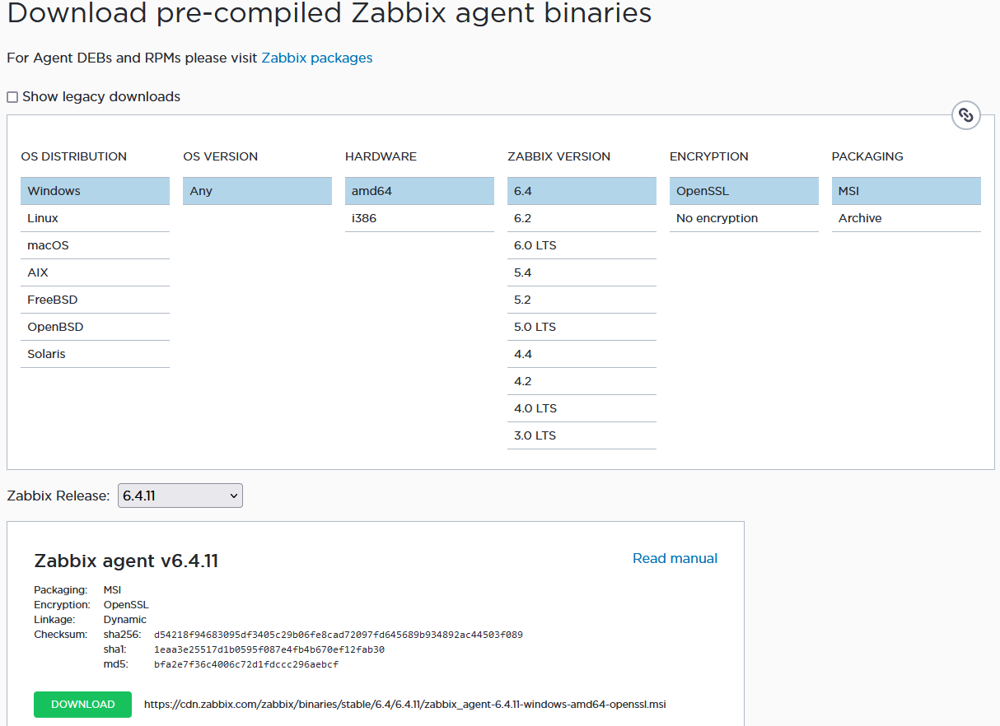 Download pre-compiled Zabbix agent binaries
For Agent DEBs and RPMs please visit Zabbix packages
Show legacy downloads
OS DISTRIBUTION OS VERSION HARDWARE ZABBIX VERSION ENCRYPTION PACKAGING
Windows Any amd64 6.4 OpenSSL MSI
Linux i386 6.2 No encryption Archive
macOS 6.0 LTS
AIX 5.4
FreeBSD 5.2
OpenBSD 5.0 LTS
Solaris 4.4
4.2
4.0 LTS
3.0 LTS
Zabbix Release: 6.4.11
Zabbix agent v6.4.11 Read manual
Packaging: MSI
Encryption: OpenSSL
Linkage: Dynamic
Checksum: sha256: d54218f94683095df3405c29b06fe8cad72097fd645689b934892ac44503f089
sha1: 1eaa3e25517d1b0595f087e4fb4b670ef12fab30
md5: bfa2e7f36c4006c72d1fdccc296aebcf
DOWNLOAD https://cdn.zabbix.com/zabbix/binaries/stable/6.4/6.4.11/zabbix_agent-6.4.11-windows-amd64-openssl.msi